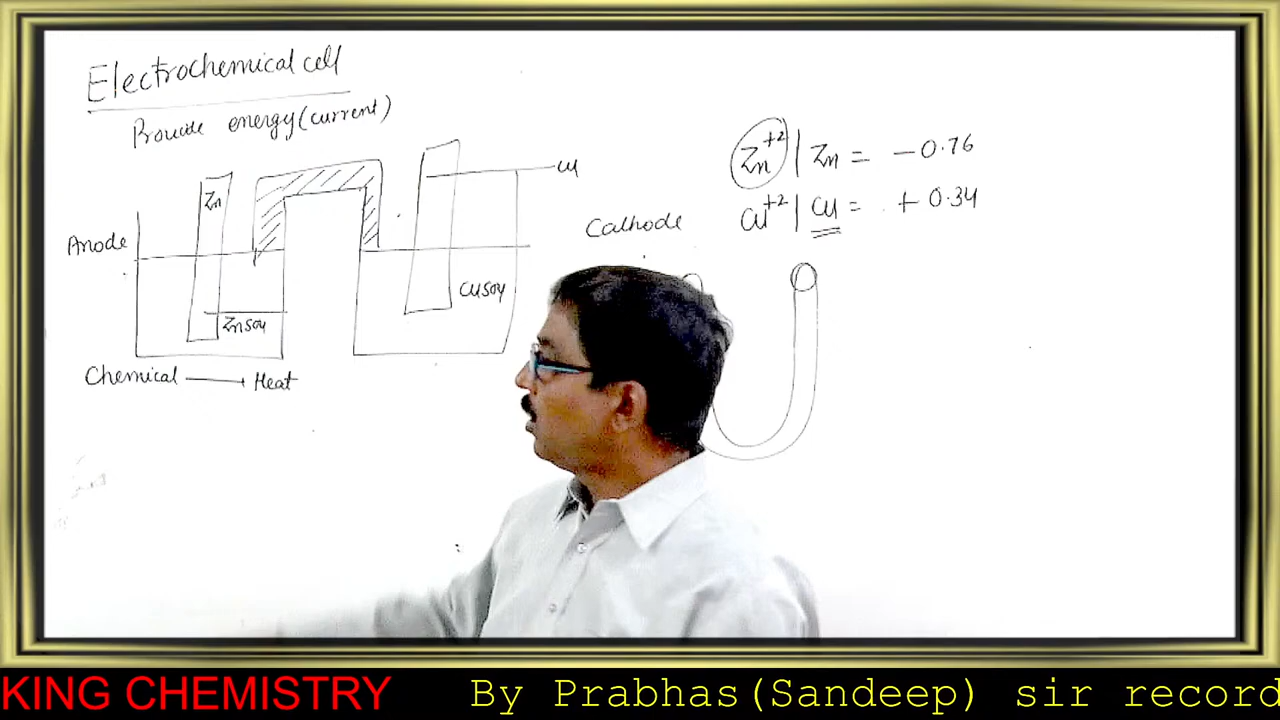 Electrochemical cell
Provide energy (current)
Zn⁺² | Zn = - 0.76
Cu⁺² | Cu = + 0.34
Zn
Cu
Anode
Cathode
CuSO4
ZnSO4
Chemical → Heat
KING CHEMISTRY By Prabhas(Sandeep) sir record